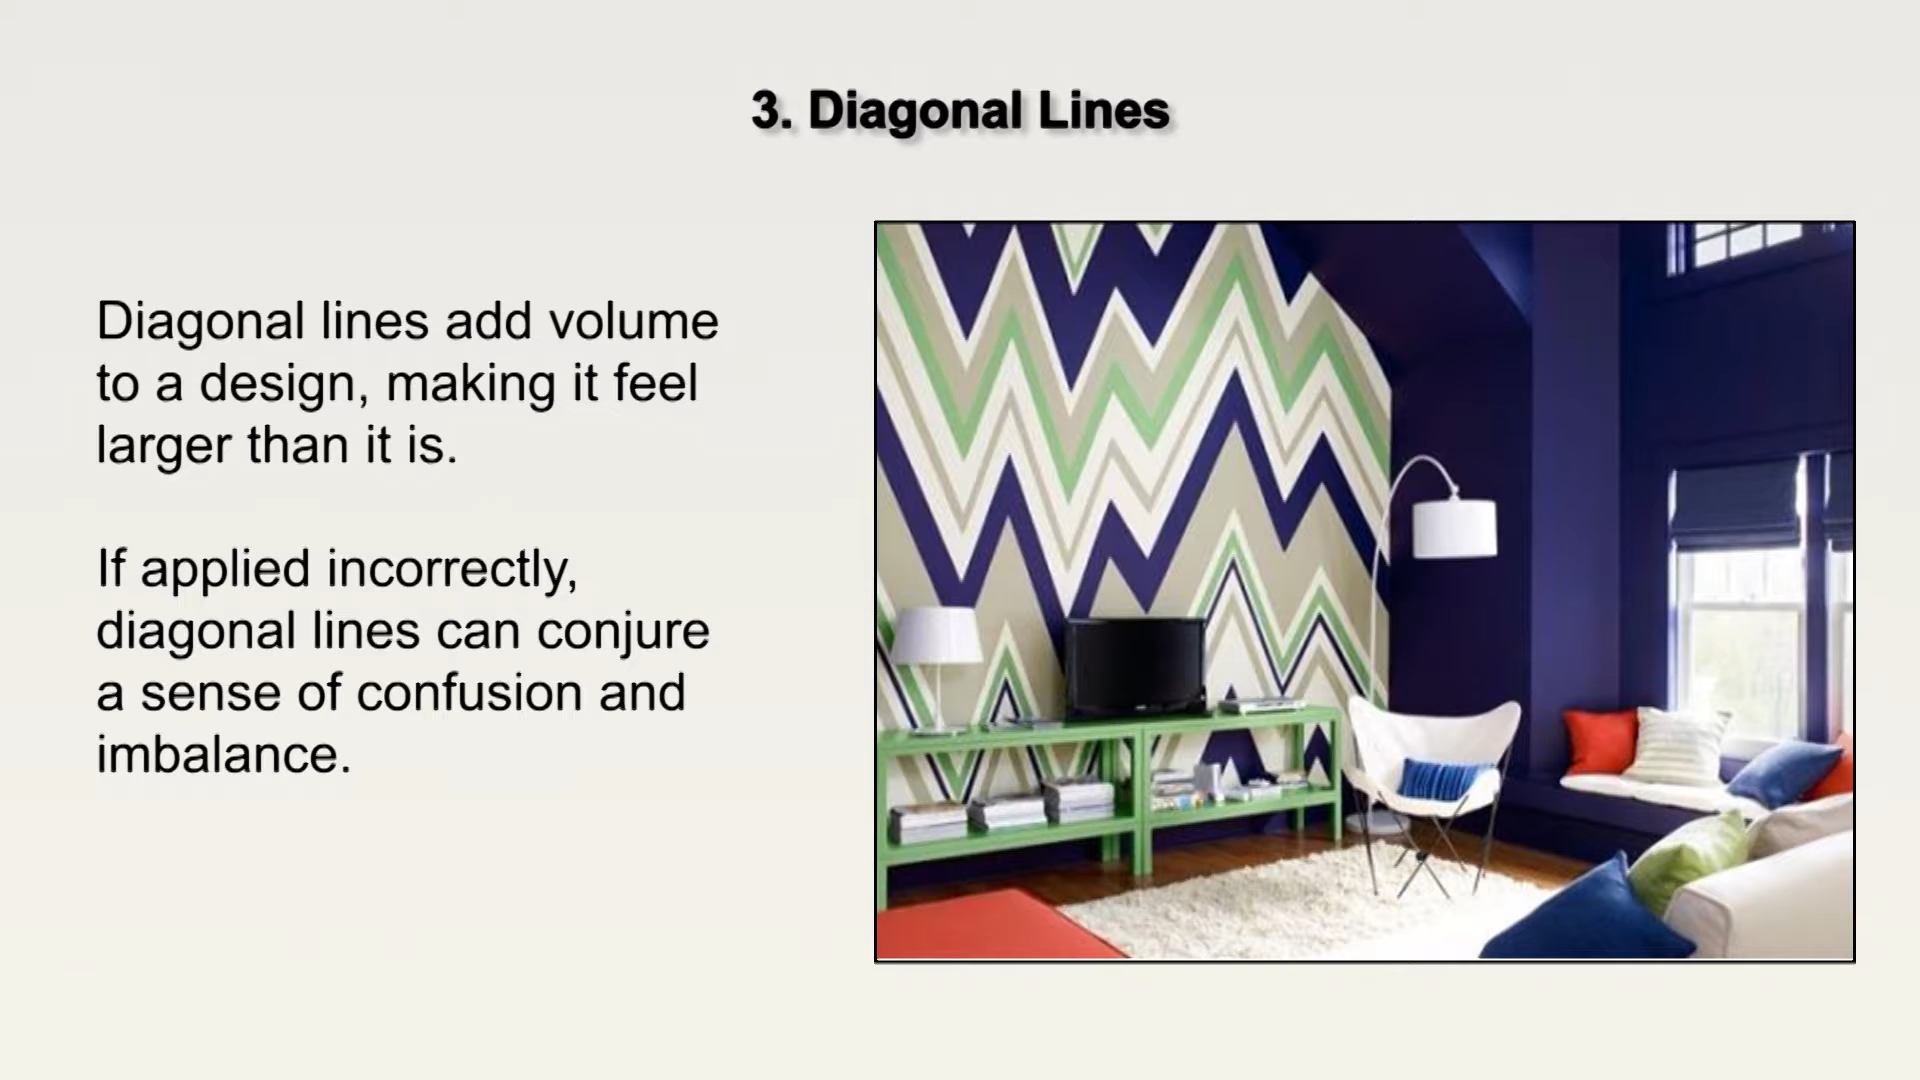 3. Diagonal Lines
Diagonal lines add volume
to a design, making it feel
larger than it is.
If applied incorrectly,
diagonal lines can conjure
a sense of confusion and
imbalance.